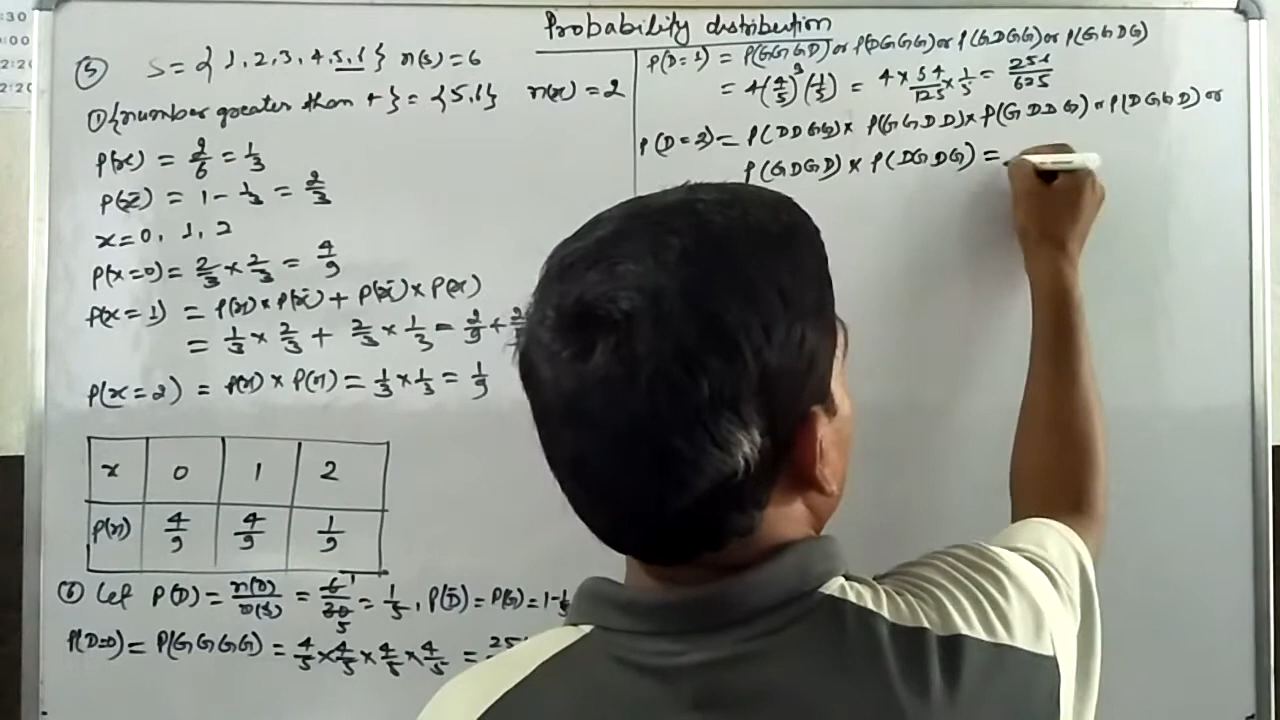 Probability distribution
⑤ S = { 1, 2, 3, 4, 5, 6 } n(s) = 6
① {number greater than 4 } = {5, 6} n(x) = 2
P(x) = 2/6 = 1/3
P(x̄) = 1 - 1/3 = 2/3
x = 0, 1, 2
P(x=0) = 2/3 × 2/3 = 4/9
P(x=1) = P(x) × P(x̄) + P(x̄) × P(x)
= 1/3 × 2/3 + 2/3 × 1/3 = 2/9 +
P(x=2) = P(x) × P(x) = 1/3 × 1/3 = 1/9
x 0 1 2
P(x) 4/9 4/9 1/9
⑥ Let P(D) = n(D)/n(S) = 6/30 = 1/5, P(D̄) = P(G) = 1 -
P(D=0) = P(G G G G) = 4/5 × 4/5 × 4/5 × 4/5 =
P(D=1) = P(GGGD) or P(DGGG) or P(GDGG) or P(GGDG)
= 4(4/5)³(1/5) = 4 × 64/125 × 1/5 = 256/625
P(D=2) = P(DDGG) × P(GGDD) × P(GDDG) or P(DGGD) or
P(GDGD) × P(DGDG) =